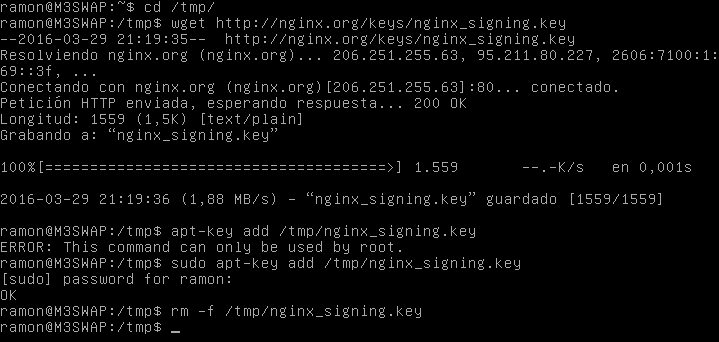 ramon@M3SWAP:~$ cd /tmp/
ramon@M3SWAP:/tmp$ wget http://nginx.org/keys/nginx_signing.key
--2016-03-29 21:19:35--  http://nginx.org/keys/nginx_signing.key
Resolviendo nginx.org (nginx.org)... 206.251.255.63, 95.211.80.227, 2606:7100:1:
69::3f, ...
Conectando con nginx.org (nginx.org)[206.251.255.63]:80... conectado.
Petición HTTP enviada, esperando respuesta... 200 OK
Longitud: 1559 (1,5K) [text/plain]
Grabando a: “nginx_signing.key”
100%[======================================>] 1.559       --.-K/s   en 0,001s
2016-03-29 21:19:36 (1,88 MB/s) - “nginx_signing.key” guardado [1559/1559]
ramon@M3SWAP:/tmp$ apt-key add /tmp/nginx_signing.key
ERROR: This command can only be used by root.
ramon@M3SWAP:/tmp$ sudo apt-key add /tmp/nginx_signing.key
[sudo] password for ramon:
OK
ramon@M3SWAP:/tmp$ rm -f /tmp/nginx_signing.key
ramon@M3SWAP:/tmp$ _